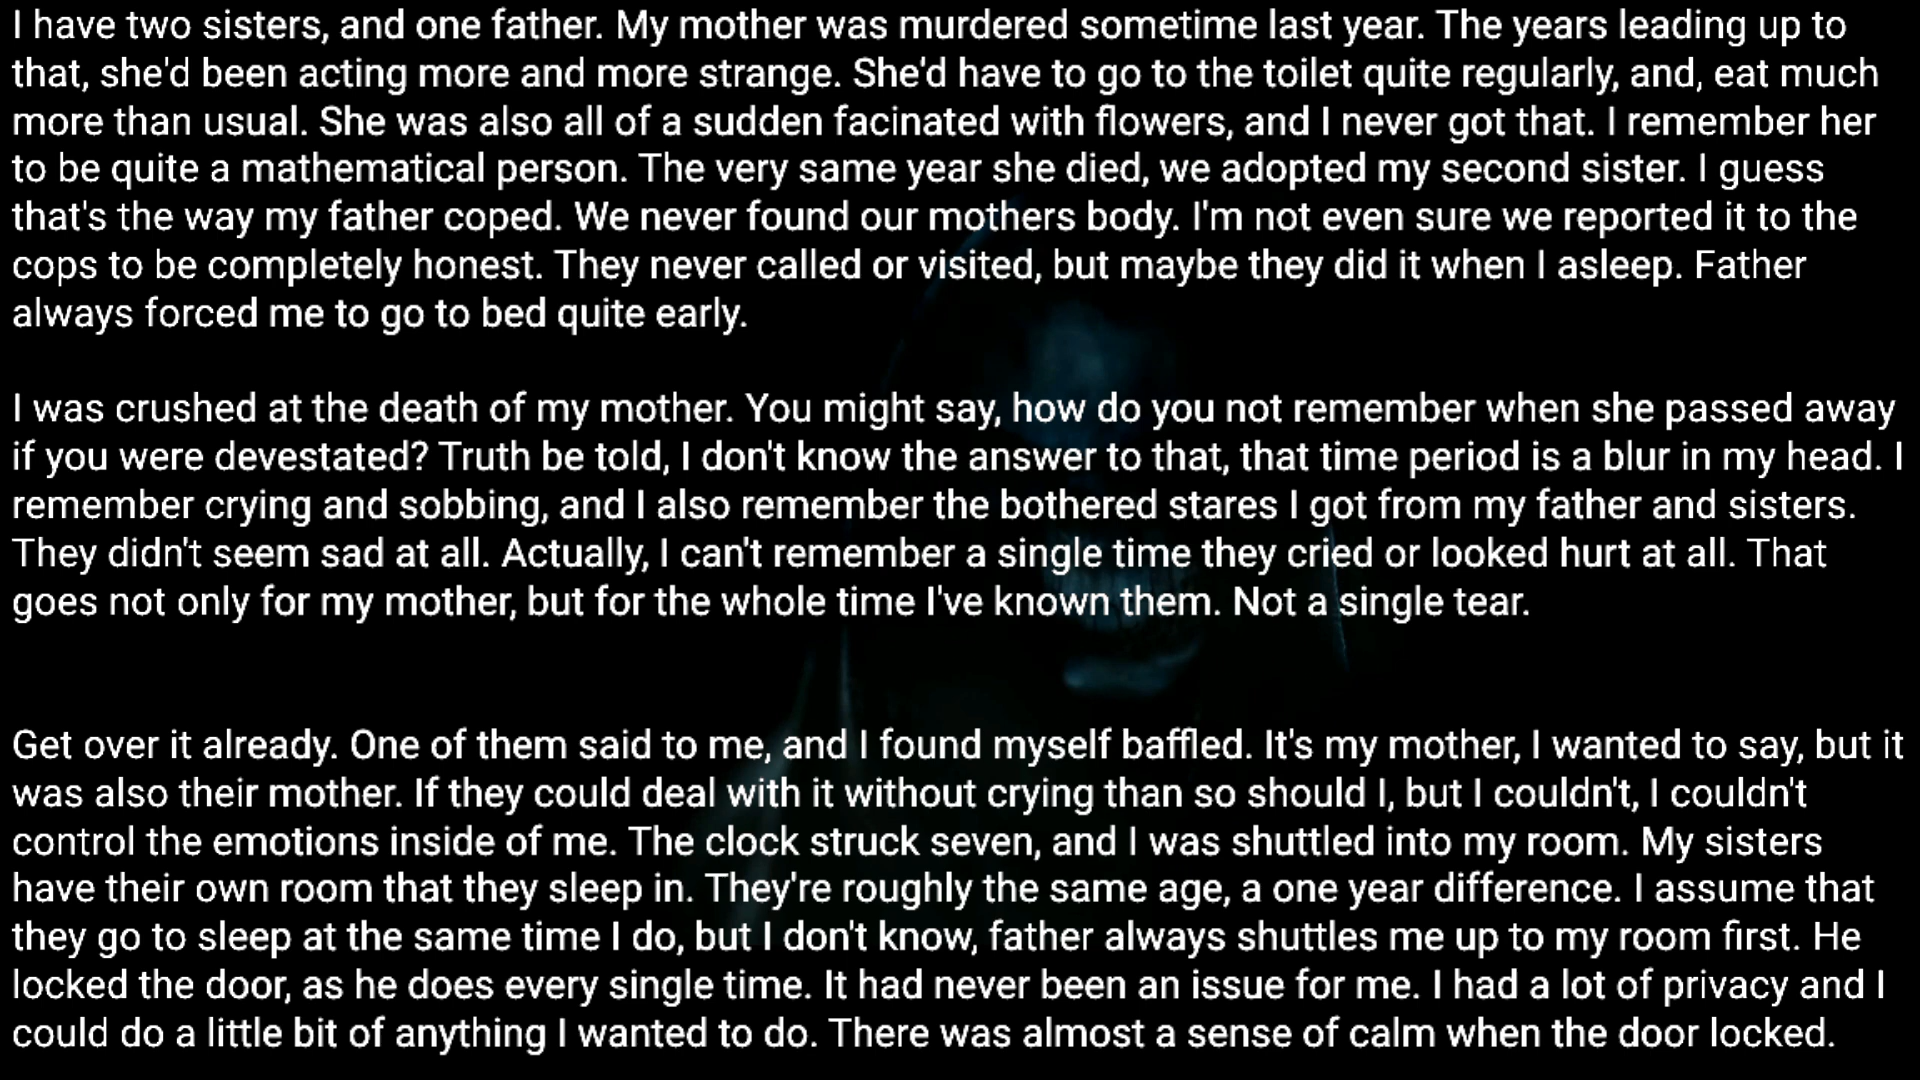 I have two sisters, and one father. My mother was murdered sometime last year. The years leading up to
that, she'd been acting more and more strange. She'd have to go to the toilet quite regularly, and, eat much
more than usual. She was also all of a sudden facinated with flowers, and I never got that. I remember her
to be quite a mathematical person. The very same year she died, we adopted my second sister. I guess
that's the way my father coped. We never found our mothers body. I'm not even sure we reported it to the
cops to be completely honest. They never called or visited, but maybe they did it when I asleep. Father
always forced me to go to bed quite early.
I was crushed at the death of my mother. You might say, how do you not remember when she passed away
if you were devestated? Truth be told, I don't know the answer to that, that time period is a blur in my head. I
remember crying and sobbing, and I also remember the bothered stares I got from my father and sisters.
They didn't seem sad at all. Actually, I can't remember a single time they cried or looked hurt at all. That
goes not only for my mother, but for the whole time I've known them. Not a single tear.
Get over it already. One of them said to me, and I found myself baffled. It's my mother, I wanted to say, but it
was also their mother. If they could deal with it without crying than so should I, but I couldn't, I couldn't
control the emotions inside of me. The clock struck seven, and I was shuttled into my room. My sisters
have their own room that they sleep in. They're roughly the same age, a one year difference. I assume that
they go to sleep at the same time I do, but I don't know, father always shuttles me up to my room first. He
locked the door, as he does every single time. It had never been an issue for me. I had a lot of privacy and I
could do a little bit of anything I wanted to do. There was almost a sense of calm when the door locked.